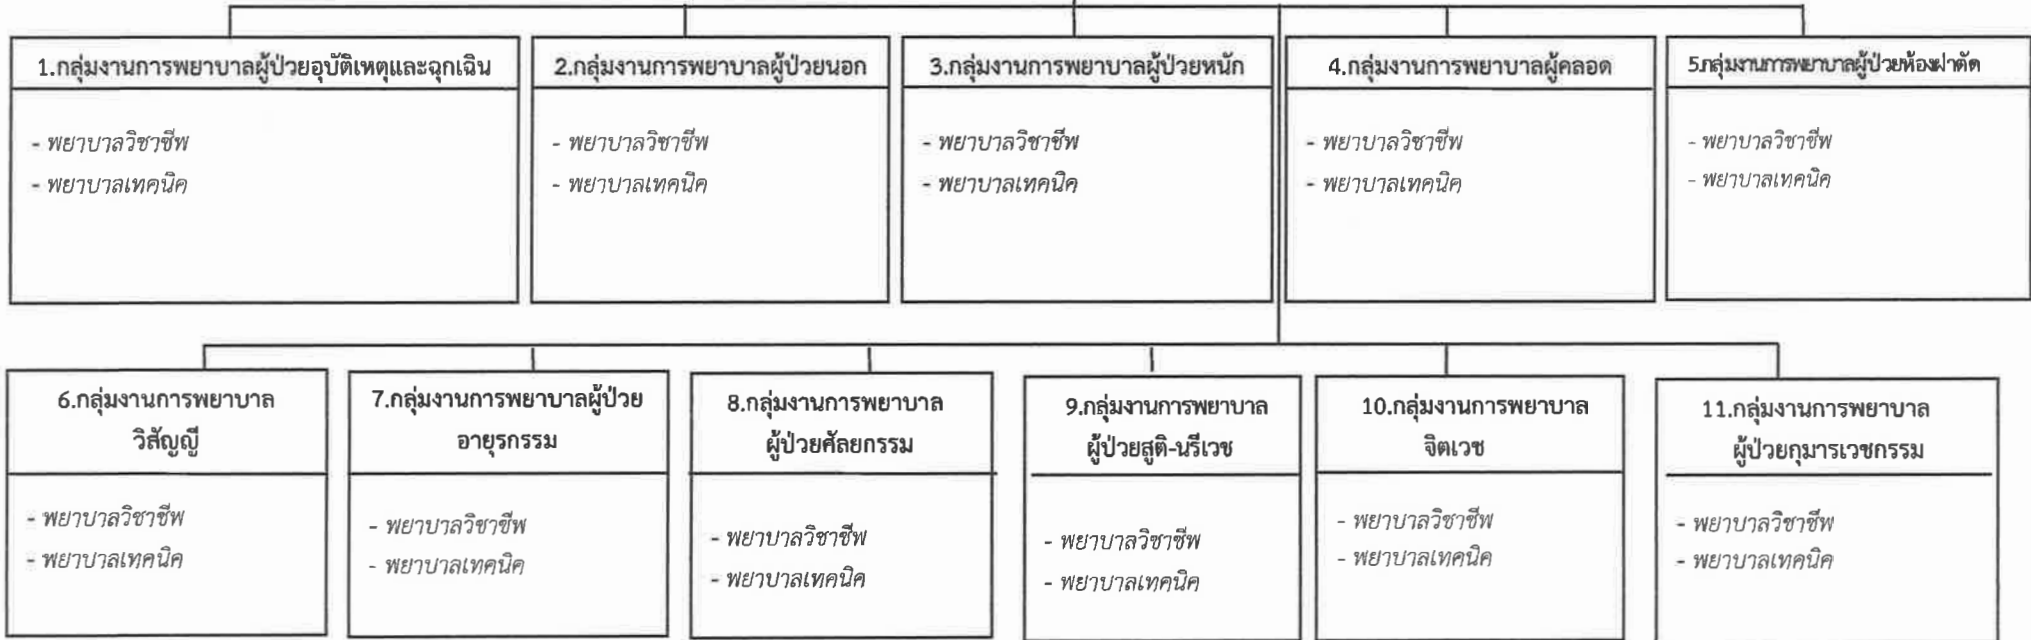 1.กลุ่มงานการพยาบาลผู้ป่วยอุบัติเหตุและฉุกเฉิน
- พยาบาลวิชาชีพ
- พยาบาลเทคนิค
2.กลุ่มงานการพยาบาลผู้ป่วยนอก
- พยาบาลวิชาชีพ
- พยาบาลเทคนิค
3.กลุ่มงานการพยาบาลผู้ป่วยหนัก
- พยาบาลวิชาชีพ
- พยาบาลเทคนิค
4.กลุ่มงานการพยาบาลผู้คลอด
- พยาบาลวิชาชีพ
- พยาบาลเทคนิค
5.กลุ่มงานการพยาบาลผู้ป่วยห้องผ่าตัด
- พยาบาลวิชาชีพ
- พยาบาลเทคนิค
6.กลุ่มงานการพยาบาล
วิสัญญี
- พยาบาลวิชาชีพ
- พยาบาลเทคนิค
7.กลุ่มงานการพยาบาลผู้ป่วย
อายุรกรรม
- พยาบาลวิชาชีพ
- พยาบาลเทคนิค
8.กลุ่มงานการพยาบาล
ผู้ป่วยศัลยกรรม
- พยาบาลวิชาชีพ
- พยาบาลเทคนิค
9.กลุ่มงานการพยาบาล
ผู้ป่วยสูติ-นรีเวช
- พยาบาลวิชาชีพ
- พยาบาลเทคนิค
10.กลุ่มงานการพยาบาล
จิตเวช
- พยาบาลวิชาชีพ
- พยาบาลเทคนิค
11.กลุ่มงานการพยาบาล
ผู้ป่วยกุมารเวชกรรม
- พยาบาลวิชาชีพ
- พยาบาลเทคนิค